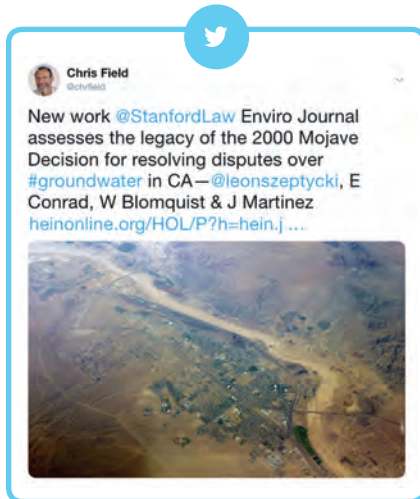 Chris Field
@chrfield
New work @StanfordLaw Enviro Journal
assesses the legacy of the 2000 Mojave
Decision for resolving disputes over
#groundwater in CA—@leonszeptycki, E
Conrad, W Blomquist & J Martinez
heinonline.org/HOL/P?h=hein.j ...